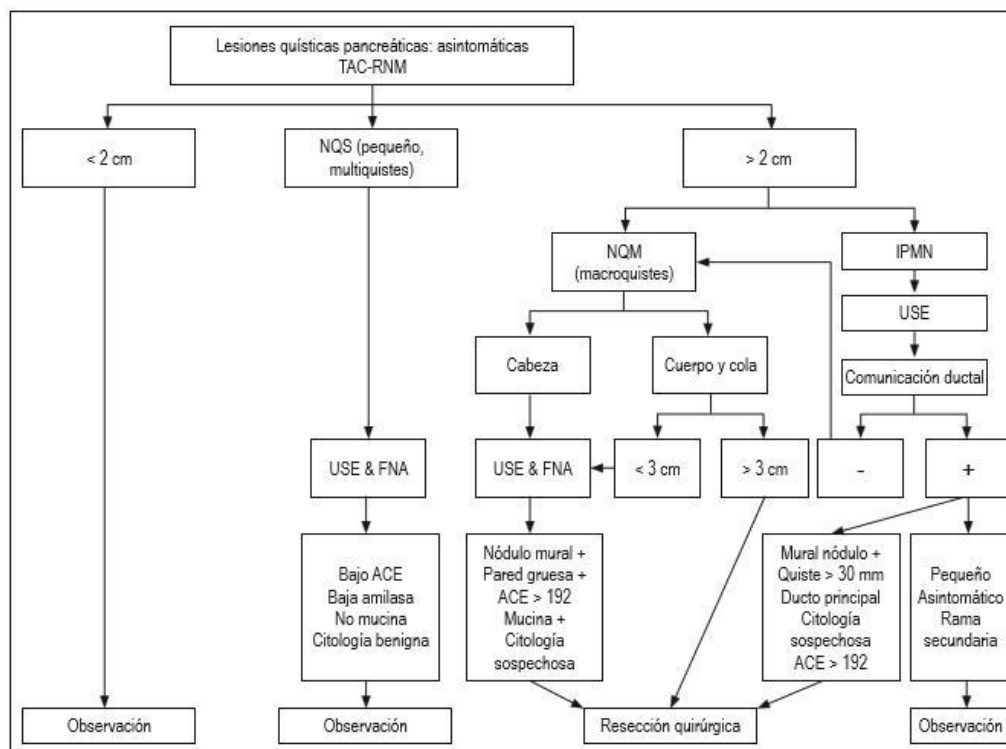 Lesiones quísticas pancreáticas: asintomáticas
TAC-RNM
< 2 cm
NQS (pequeño,
multiquistes)
> 2 cm
NQM
(macroquistes)
IPMN
USE
Cabeza
Cuerpo y cola
Comunicación ductal
USE & FNA
USE & FNA
< 3 cm
> 3 cm
-
+
Bajo ACE
Baja amilasa
No mucina
Citología benigna
Nódulo mural +
Pared gruesa +
ACE > 192
Mucina +
Citología
sospechosa
Mural nódulo +
Quiste > 30 mm
Ducto principal
Citología
sospechosa
ACE > 192
Pequeño
Asintomático
Rama
secundaria
Observación
Observación
Resección quirúrgica
Observación